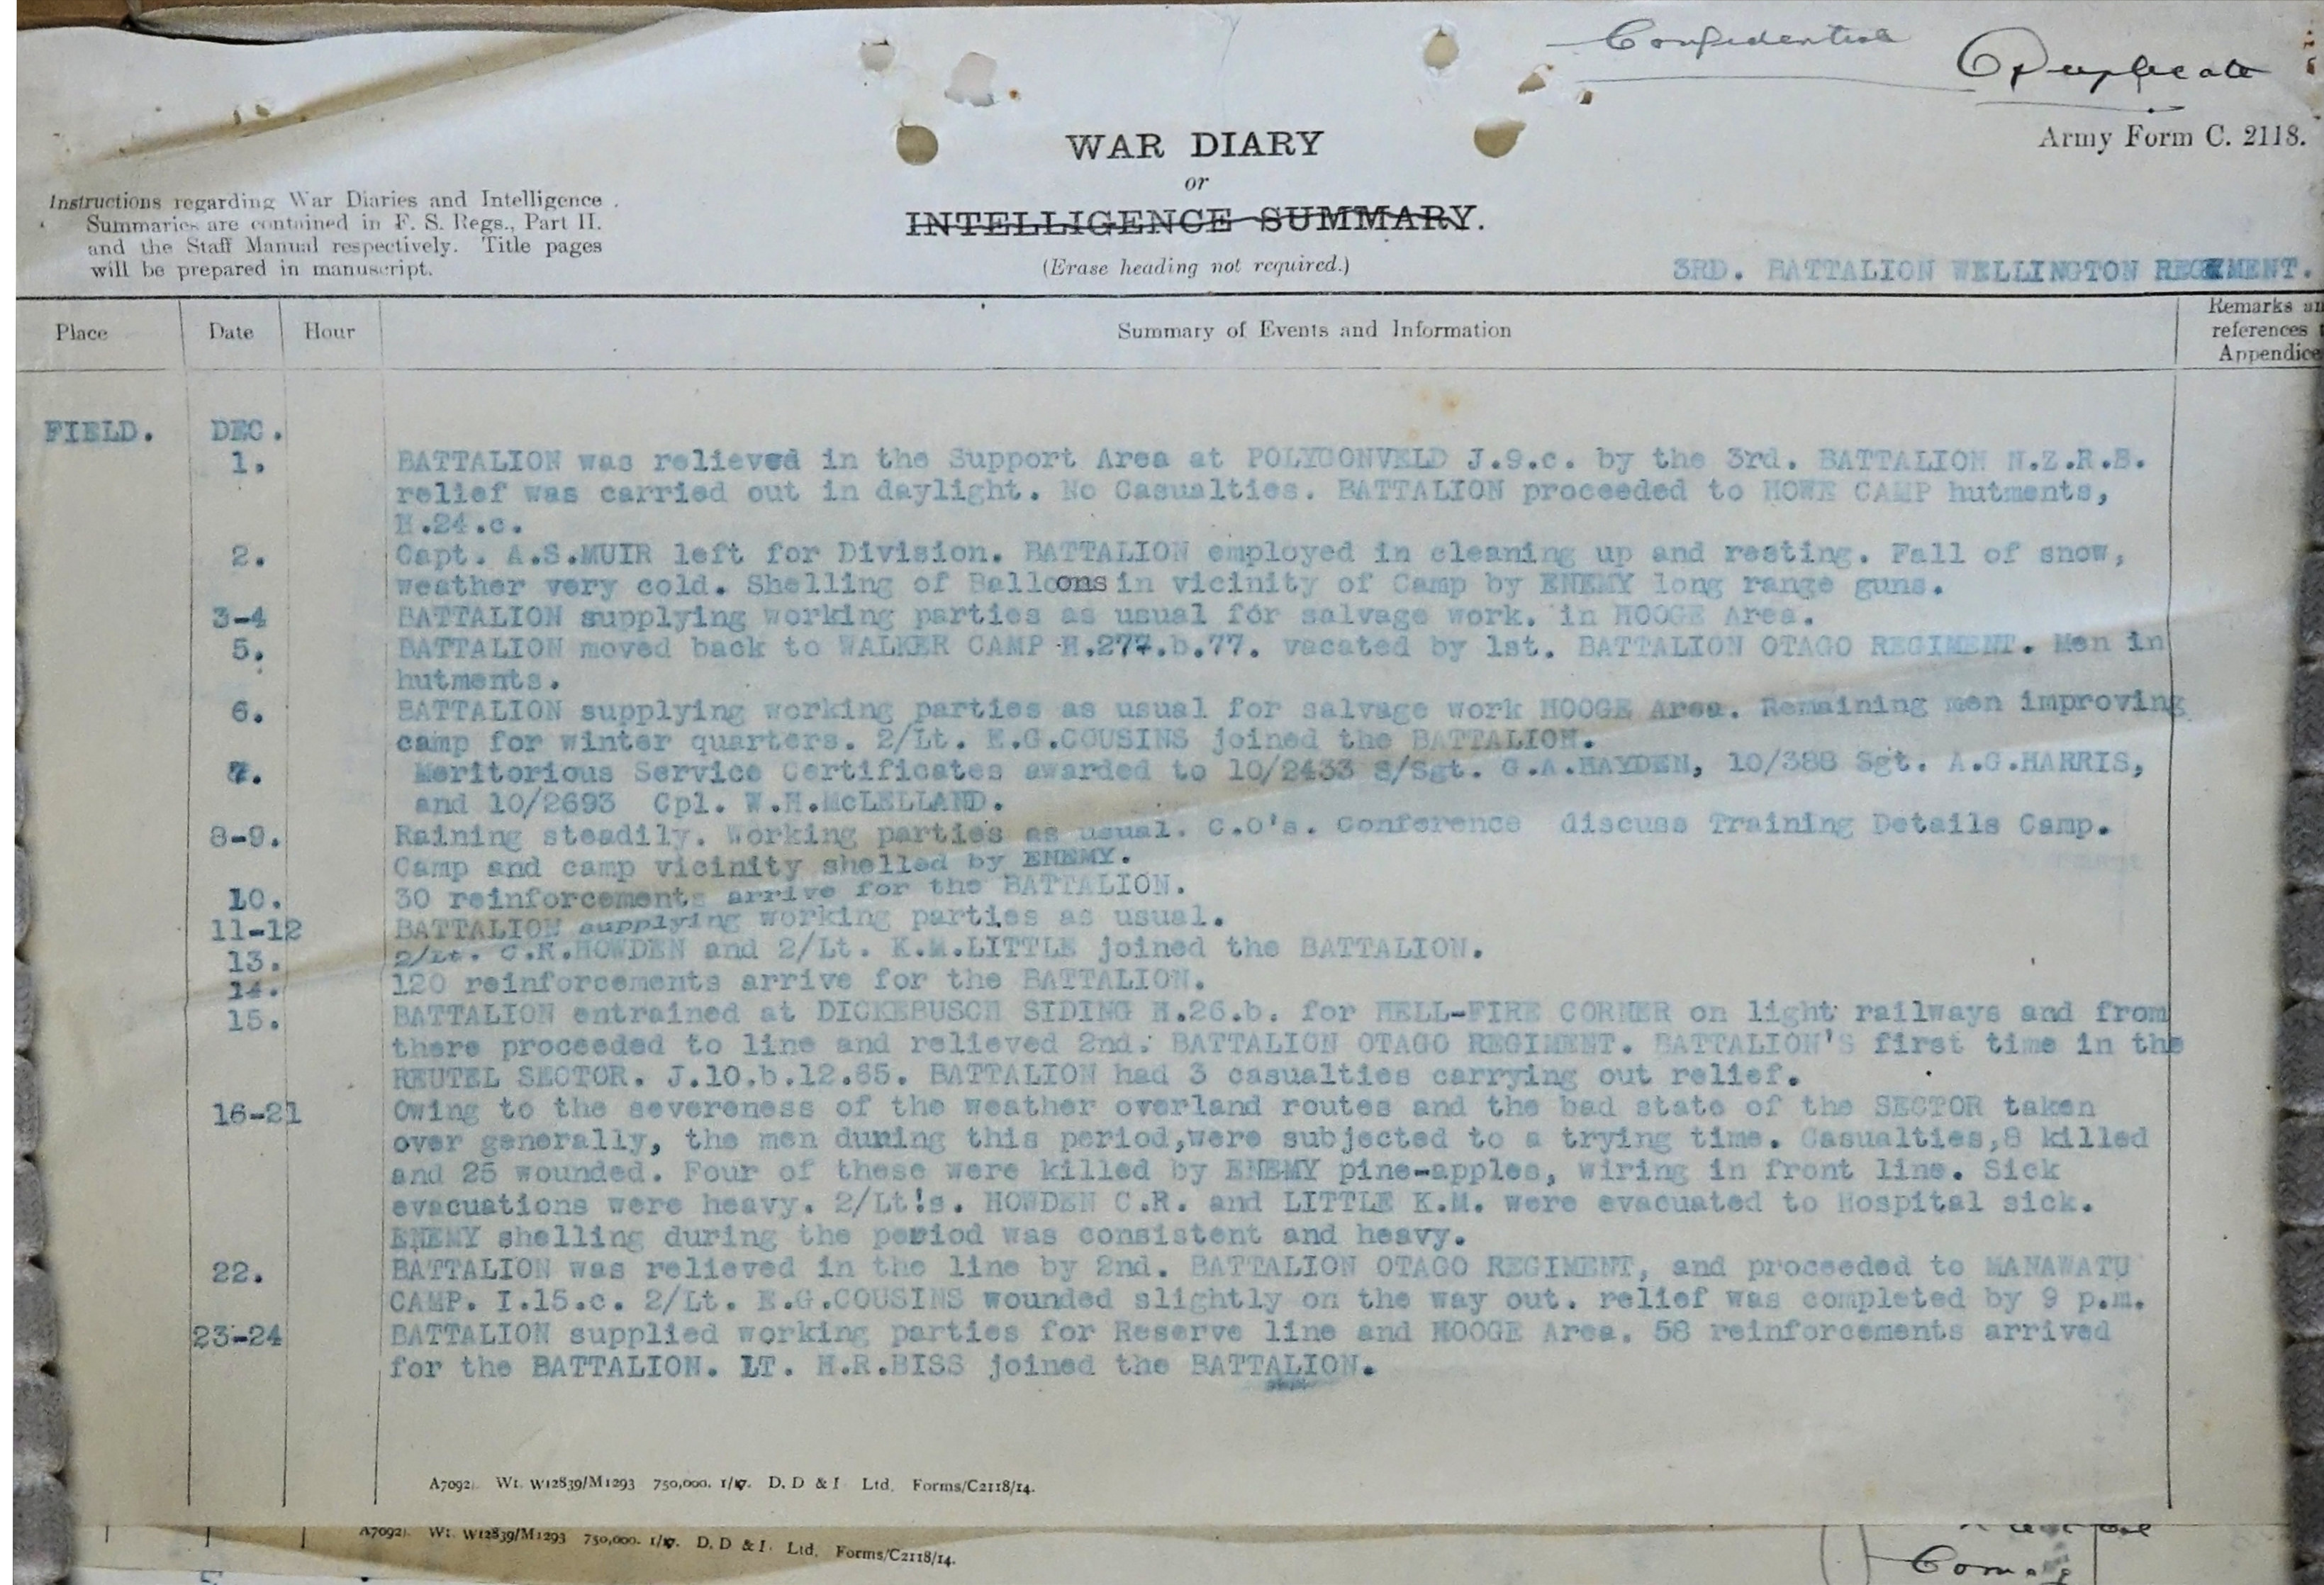 Confidential
Duplicate
Army Form C. 2118.
WAR DIARY
or
INTELLIGENCE SUMMARY.
(Erase heading not required.)
Instructions regarding War Diaries and Intelligence
Summaries are contained in F. S. Regs., Part II.
and the Staff Manual respectively. Title pages
will be prepared in manuscript.
3RD. BATTALION WELLINGTON REGIMENT.
Place Date Hour Summary of Events and Information Remarks an
references t
Appendice
FIELD. DEC.
1. BATTALION was relieved in the Support Area at POLYGONVELD J.9.c. by the 3rd. BATTALION N.Z.R.B.
relief was carried out in daylight. No Casualties. BATTALION proceeded to HOWE CAMP hutments,
H.24.c.
2. Capt. A.S.MUIR left for Division. BATTALION employed in cleaning up and resting. Fall of snow,
weather very cold. Shelling of Balloons in vicinity of Camp by ENEMY long range guns.
3-4 BATTALION supplying working parties as usual for salvage work. in HOOGE Area.
5. BATTALION moved back to WALKER CAMP H.277.b.77. vacated by 1st. BATTALION OTAGO REGIMENT. Men in
hutments.
6. BATTALION supplying working parties as usual for salvage work HOOGE Area. Remaining men improving
camp for winter quarters. 2/Lt. E.G.COUSINS joined the BATTALION.
7. Meritorious Service Certificates awarded to 10/2433 S/Sgt. G.A.HAYDEN, 10/388 Sgt. A.G.HARRIS,
and 10/2693 Cpl. W.H.McLELLAND.
8-9. Raining steadily. Working parties as usual. C.O's. Conference discuss Training Details Camp.
Camp and camp vicinity shelled by ENEMY.
10. 30 reinforcements arrive for the BATTALION.
11-12 BATTALION supplying working parties as usual.
13. 2/Lt. C.R.HOWDEN and 2/Lt. K.M.LITTLE joined the BATTALION.
14. 120 reinforcements arrive for the BATTALION.
15. BATTALION entrained at DICKEBUSCH SIDING H.26.b. for HELL-FIRE CORNER on light railways and from
there proceeded to line and relieved 2nd. BATTALION OTAGO REGIMENT. BATTALION'S first time in the
REUTEL SECTOR. J.10.b.12.65. BATTALION had 3 casualties carrying out relief.
16-21 Owing to the severeness of the weather overland routes and the bad state of the SECTOR taken
over generally, the men during this period,were subjected to a trying time. Casualties,8 killed
and 25 wounded. Four of these were killed by ENEMY pine-apples, wiring in front line. Sick
evacuations were heavy. 2/Lt!s. HOWDEN C.R. and LITTLE K.M. were evacuated to Hospital sick.
ENEMY shelling during the period was consistent and heavy.
22. BATTALION was relieved in the line by 2nd. BATTALION OTAGO REGIMENT, and proceeded to MANAWATU
CAMP. I.15.c. 2/Lt. E.G.COUSINS wounded slightly on the way out. relief was completed by 9 p.m.
23-24 BATTALION supplied working parties for Reserve line and HOOGE Area. 58 reinforcements arrived
for the BATTALION. LT. H.R.BISS joined the BATTALION.
A7092). Wt. W12839/M1293 750,000. 1/17. D. D & I Ltd. Forms/C2118/14.
A7092). Wt. W12839/M1293 750,000. 1/17. D. D & I. Ltd. Forms/C2118/14.